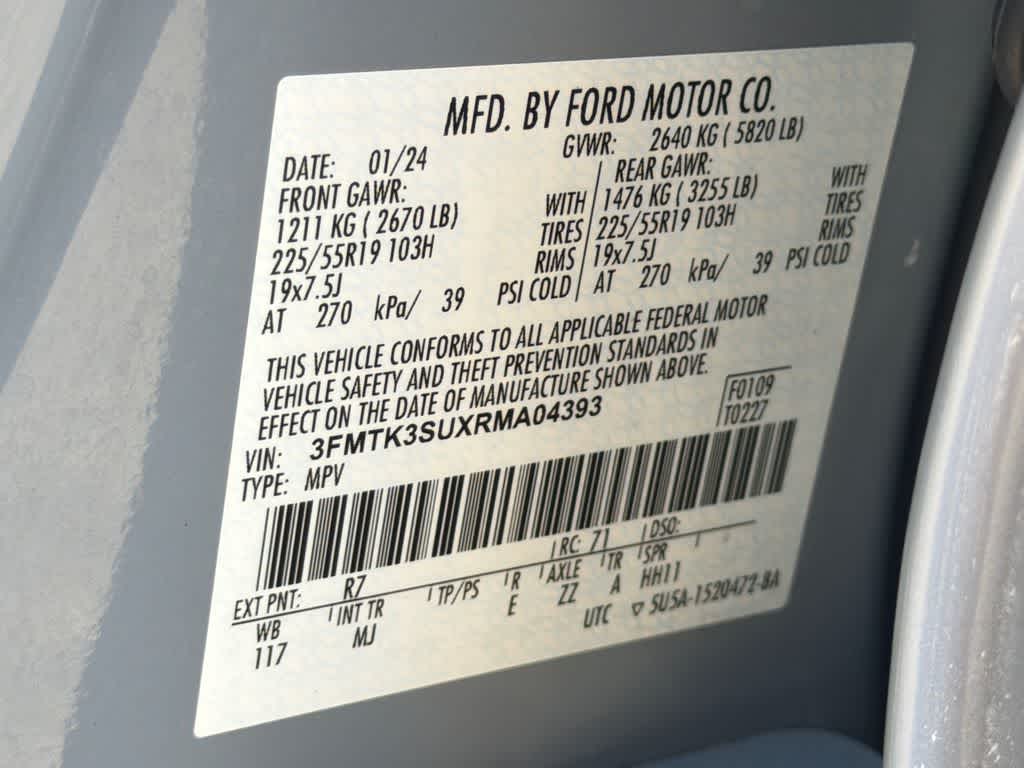 MFD. BY FORD MOTOR CO.
DATE: 01/24 GVWR: 2640 KG ( 5820 LB)
FRONT GAWR: REAR GAWR:
1211 KG ( 2670 LB) WITH 1476 KG ( 3255 LB) WITH
225/55R19 103H TIRES 225/55R19 103H TIRES
19x7.5J RIMS 19x7.5J RIMS
AT 270 kPa/ 39 PSI COLD AT 270 kPa/ 39 PSI COLD
THIS VEHICLE CONFORMS TO ALL APPLICABLE FEDERAL MOTOR
VEHICLE SAFETY AND THEFT PREVENTION STANDARDS IN
EFFECT ON THE DATE OF MANUFACTURE SHOWN ABOVE.
VIN: 3FMTK3SUXRMA04393 F0109
TYPE: MPV T0227
EXT PNT: R7 RC: 71 DSO:
WB INT TR TP/PS R AXLE TR SPR
117 MJ E ZZ A HH11
UTC ▽ 5U5A-1520472-BA